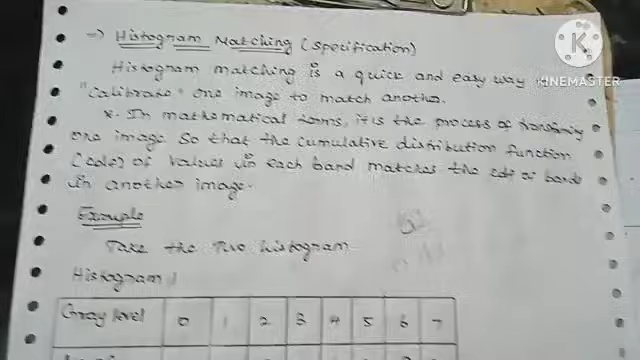 →) Histogram Matching (Specification)
Histogram matching is a quick and easy way
"Calibrate" one image to match another.
*. In mathematical terms, it is the process of transforming
one image so that the cumulative distribution function
(cdf) of values in each band matches the cdf of bands
in another image.
Example
Take the two histogram
Histogram 1
Gray level 0 1 2 3 4 5 6 7
K
KINEMASTER